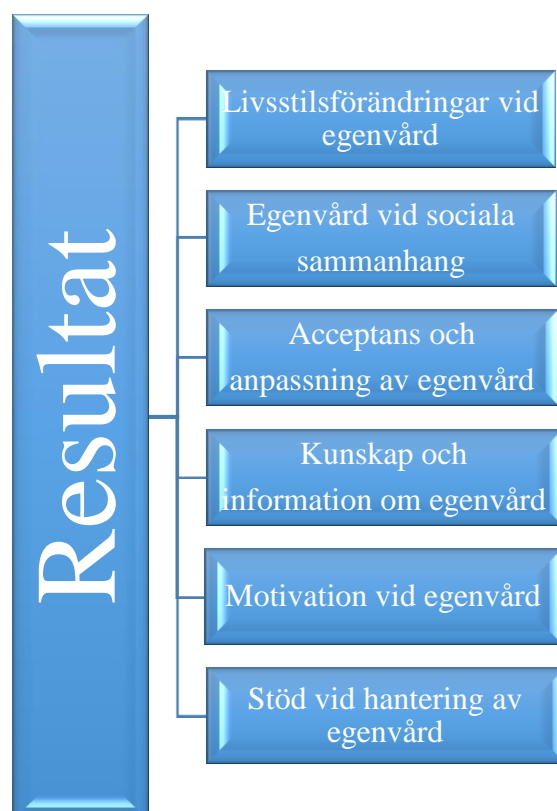 Resultat
Livsstilsförändringar vid
egenvård
Egenvård vid sociala
sammanhang
Acceptans och
anpassning av egenvård
Kunskap och
information om egenvård
Motivation vid egenvård
Stöd vid hantering av
egenvård